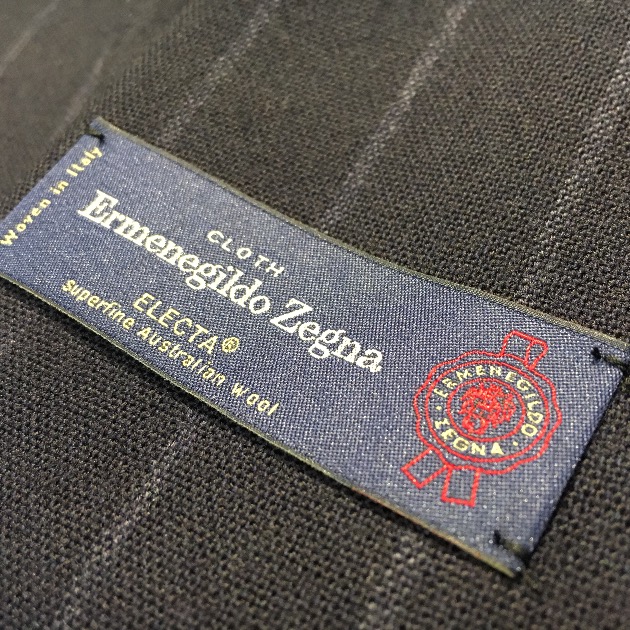 Woven in Italy
CLOTH
Ermenegildo Zegna
ELECTA®
superfine Australian wool
ERMENEGILDO
ZEGNA